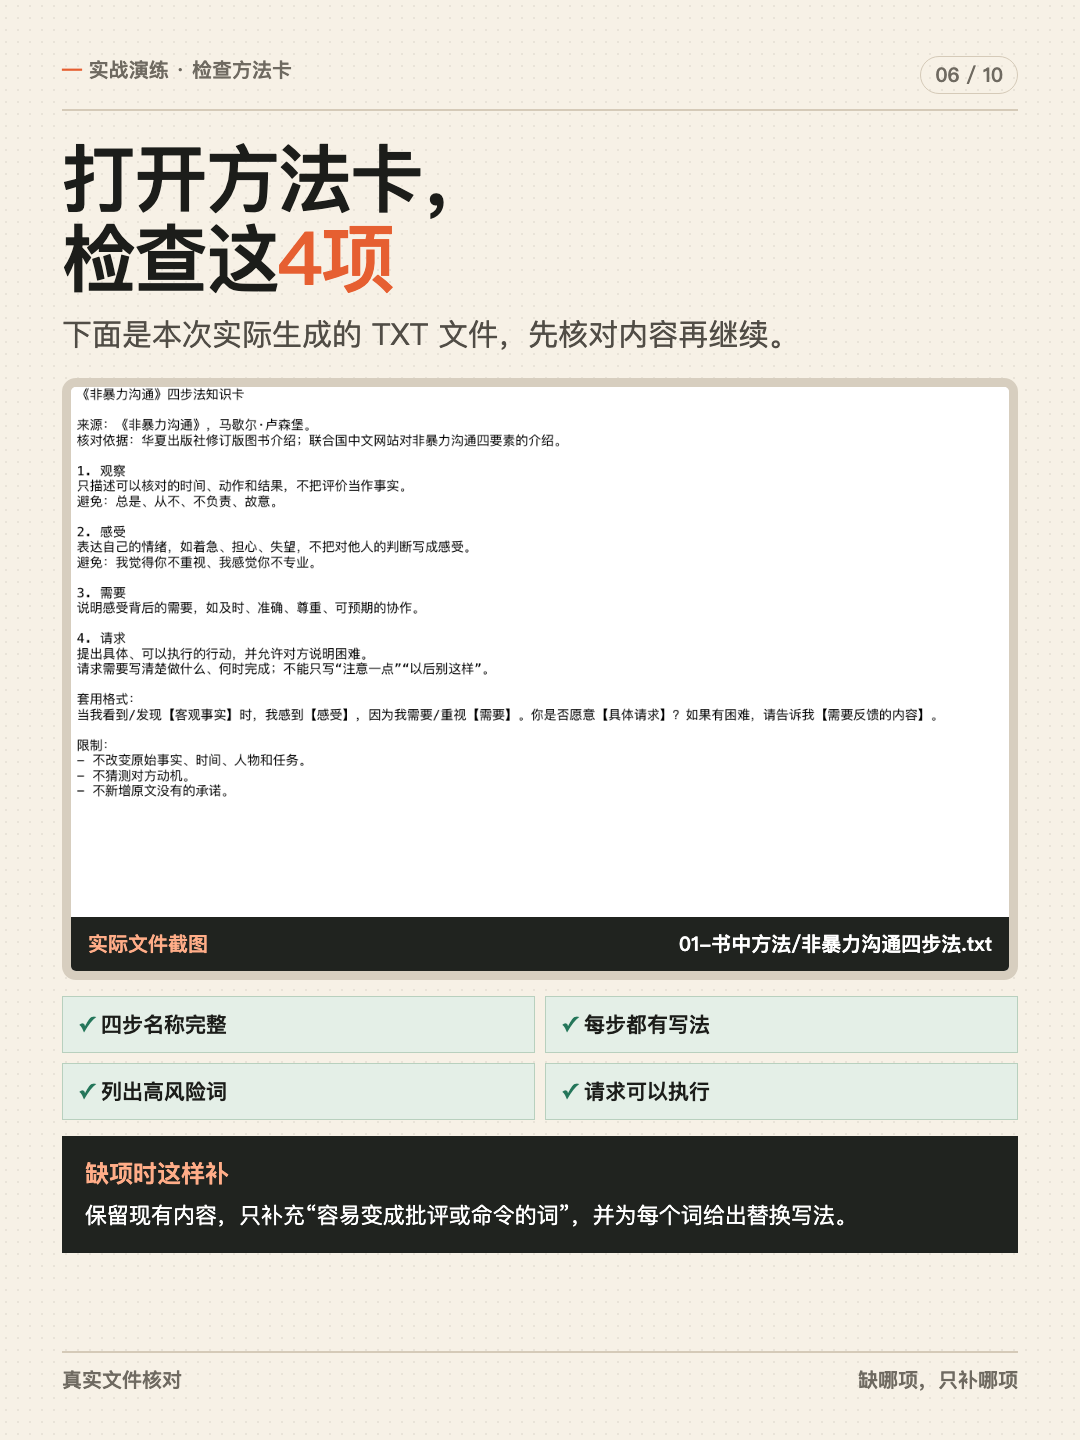 — 实战演练 · 检查方法卡
06 / 10
打开方法卡，
检查这4项
下面是本次实际生成的 TXT 文件，先核对内容再继续。
《非暴力沟通》四步法知识卡
来源：《非暴力沟通》，马歇尔·卢森堡。
核对依据：华夏出版社修订版图书介绍；联合国中文网站对非暴力沟通四要素的介绍。
1. 观察
只描述可以核对的时间、动作和结果，不把评价当作事实。
避免：总是、从不、不负责、故意。
2. 感受
表达自己的情绪，如着急、担心、失望，不把对他人的判断写成感受。
避免：我觉得你不重视、我感觉你不专业。
3. 需要
说明感受背后的需要，如及时、准确、尊重、可预期的协作。
4. 请求
提出具体、可以执行的行动，并允许对方说明困难。
请求需要写清楚做什么、何时完成；不能只写“注意一点”“以后别这样”。
套用格式：
当我看到/发现【客观事实】时，我感到【感受】，因为我需要/重视【需要】。你是否愿意【具体请求】？如果有困难，请告诉我【需要反馈的内容】。
限制：
- 不改变原始事实、时间、人物和任务。
- 不猜测对方动机。
- 不新增原文没有的承诺。
实际文件截图
01-书中方法/非暴力沟通四步法.txt
✓ 四步名称完整
✓ 每步都有写法
✓ 列出高风险词
✓ 请求可以执行
缺项时这样补
保留现有内容，只补充“容易变成批评或命令的词”，并为每个词给出替换写法。
真实文件核对
缺哪项，只补哪项